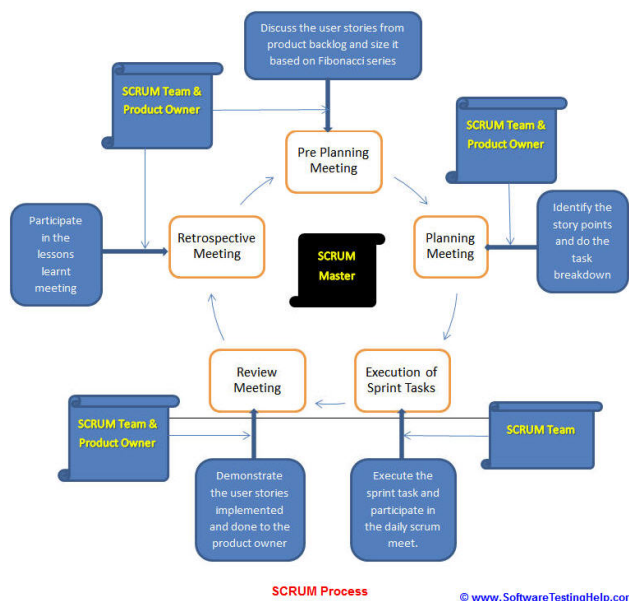 Discuss the user stories from
product backlog and size it
based on Fibonacci series
SCRUM Team &
Product Owner
SCRUM Team &
Product Owner
Pre Planning
Meeting
Participate
in the
lessons
learnt
meeting
Retrospective
Meeting
SCRUM
Master
Planning
Meeting
Identify the
story points
and do the
task
breakdown
Review
Meeting
Execution of
Sprint Tasks
SCRUM Team &
Product Owner
SCRUM Team
Demonstrate
the user stories
implemented
and done to the
product owner
Execute the
sprint task and
participate in
the daily scrum
meet.
SCRUM Process
© www.SoftwareTestingHelp.com